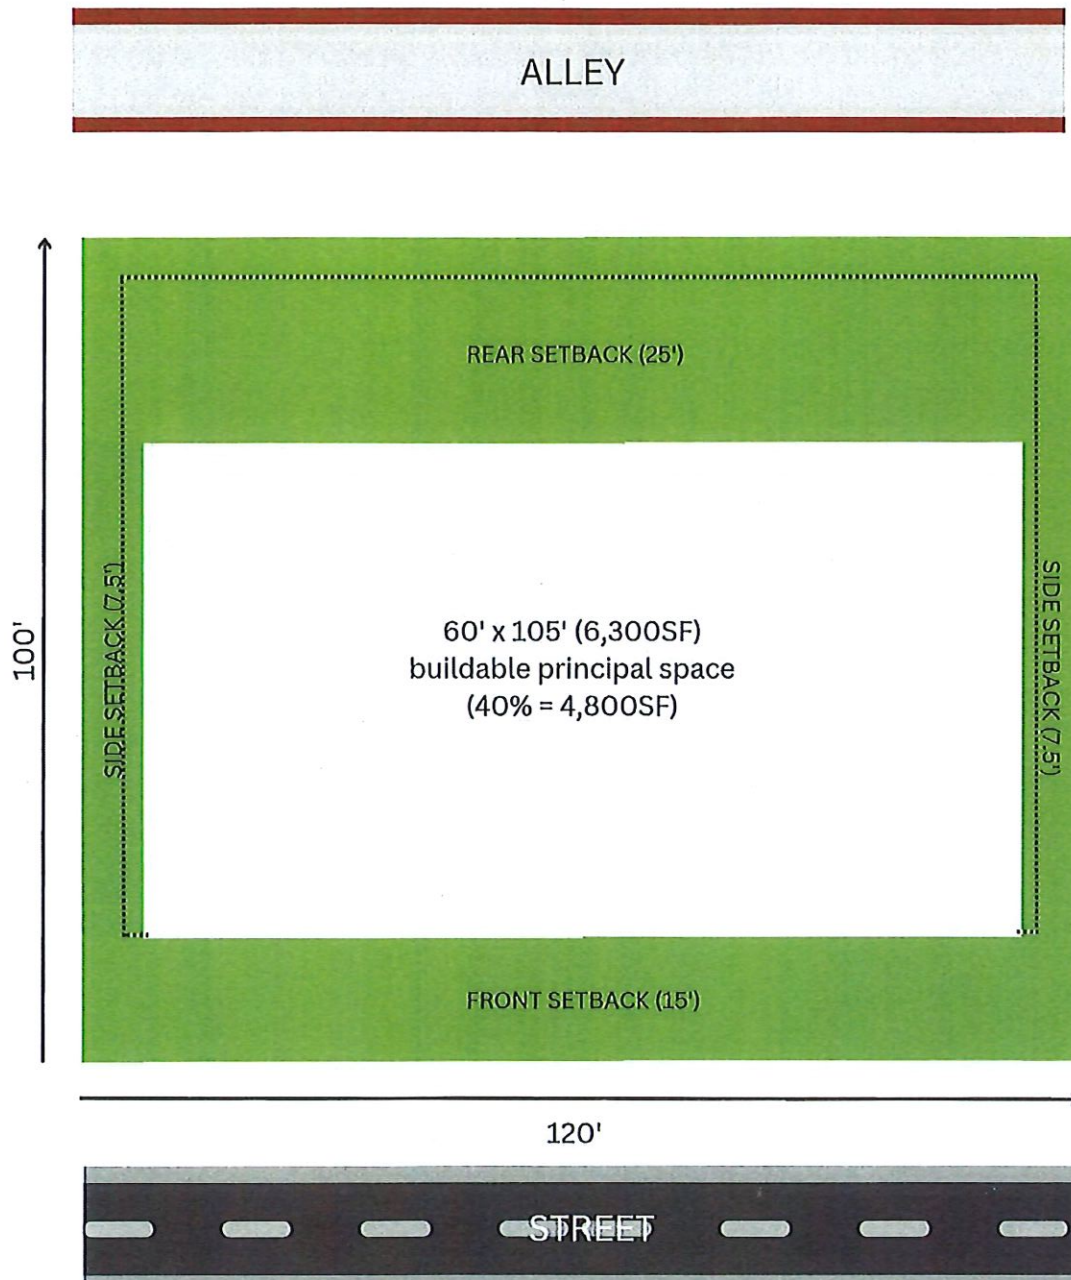 ALLEY
REAR SETBACK (25')
100'
SIDE SETBACK (7.5')
60' x 105' (6,300SF)
buildable principal space
(40% = 4,800SF)
SIDE SETBACK (7.5')
FRONT SETBACK (15')
120'
STREET